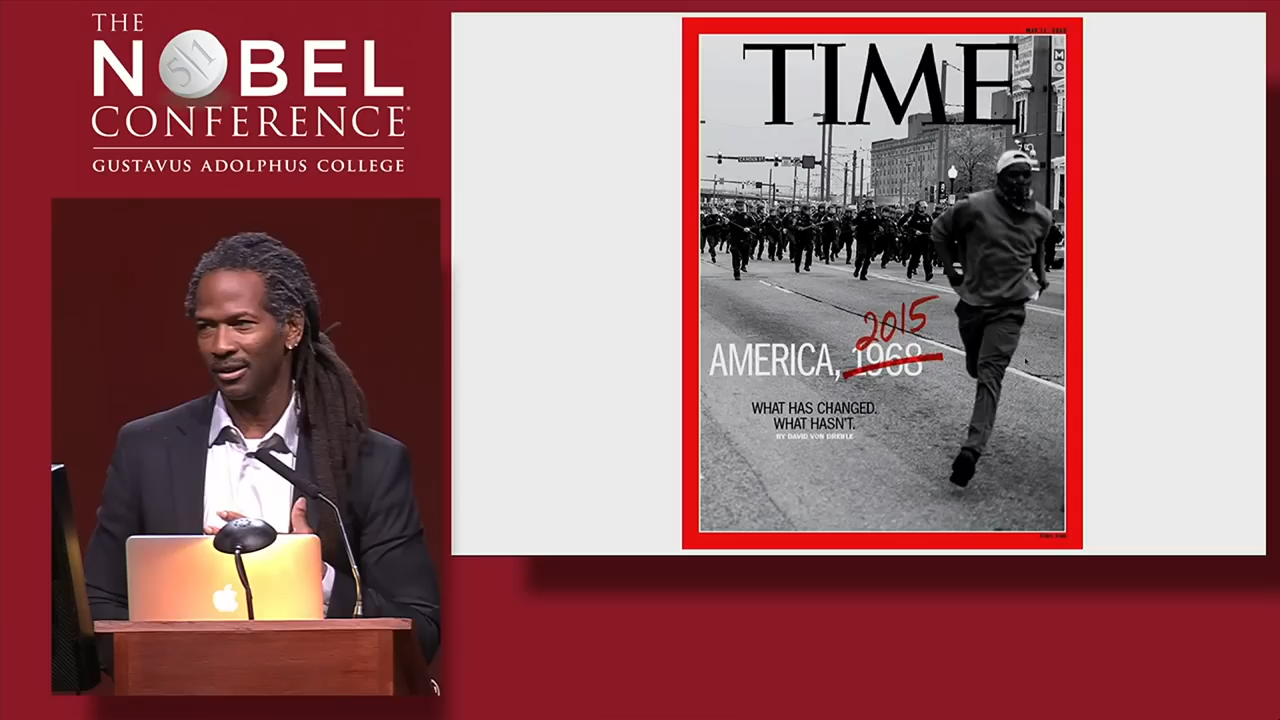 THE
NOBEL
51
CONFERENCE®
GUSTAVUS ADOLPHUS COLLEGE
TIME
2015
AMERICA, 1968
WHAT HAS CHANGED.
WHAT HASN'T.
BY DAVID VON DREHLE